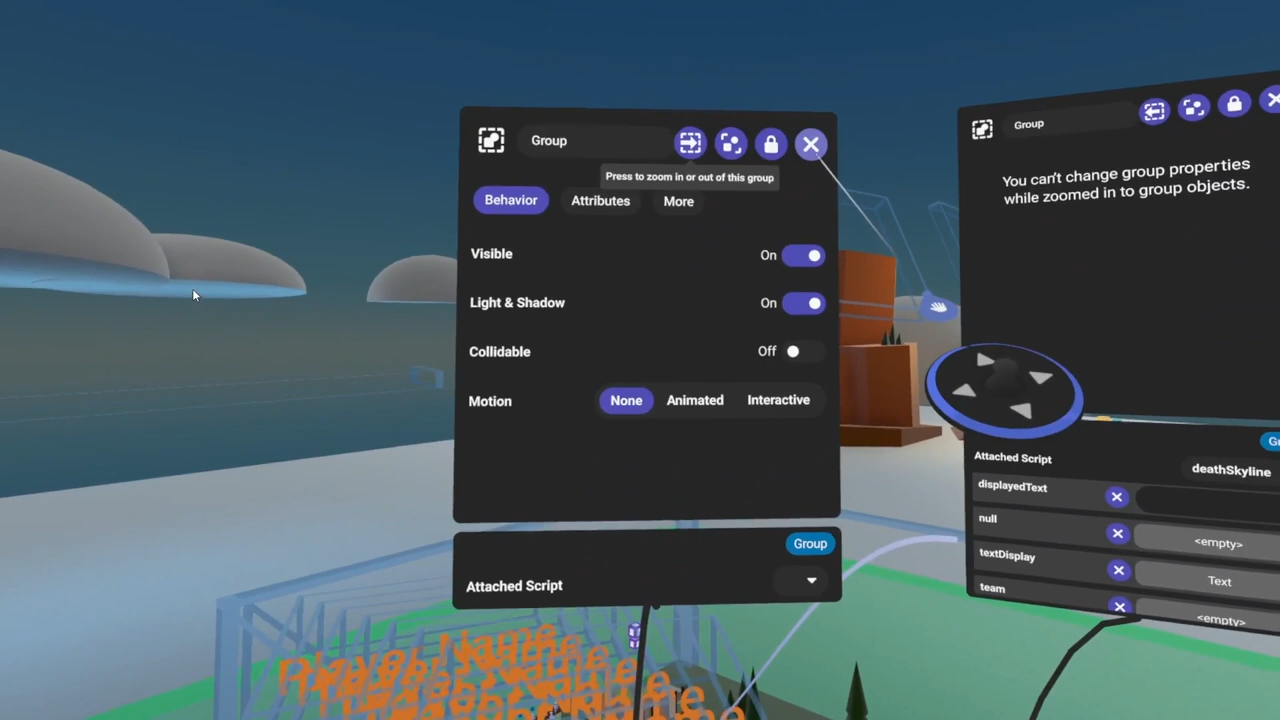 Group
Press to zoom in or out of this group
Behavior Attributes More
Visible On
Light & Shadow On
Collidable Off
Motion None Animated Interactive
Group
Attached Script
Group
You can't change group properties
while zoomed in to group objects.
Attached Script deathSkyline
displayedText
null <empty>
textDisplay Text
team <empty>
Player Name